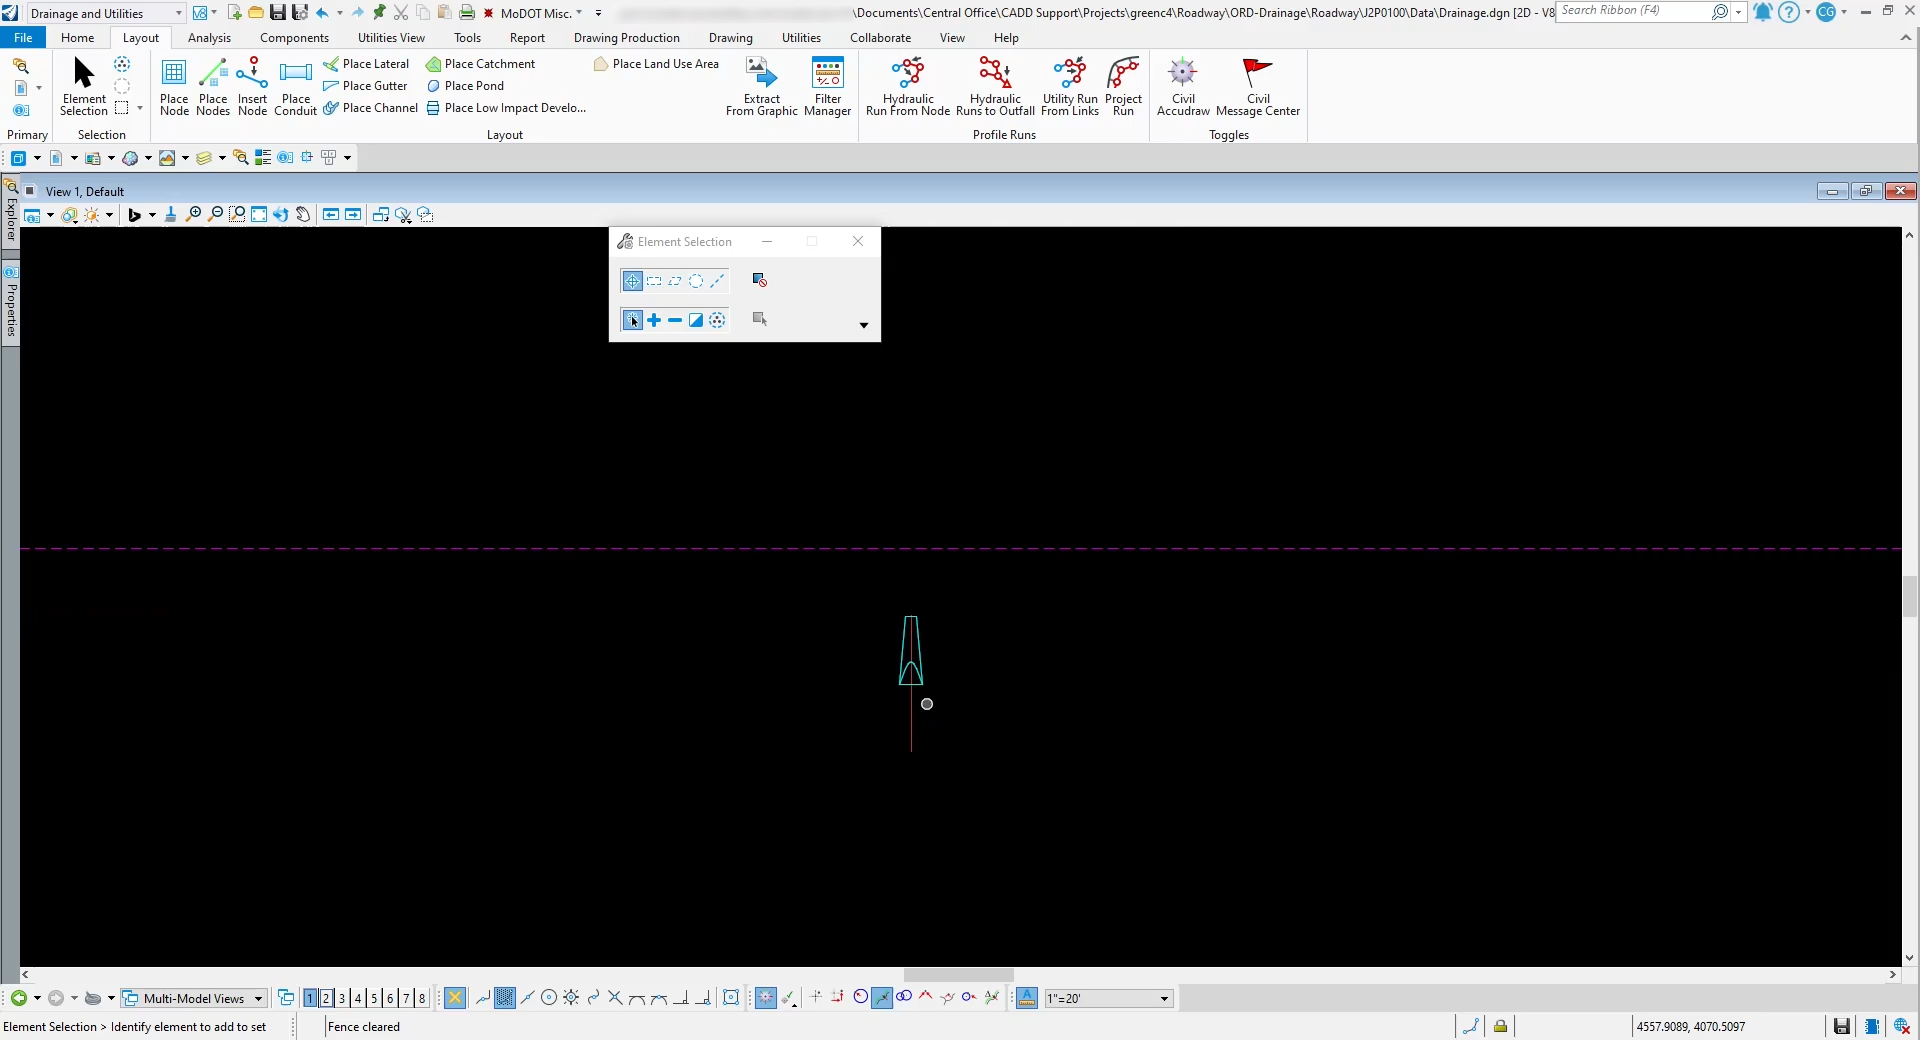 Drawing and Utilities MoDOT Misc. \Documents\Central Office\CADD Support\Projects\greenc4\Roadway\ORD-Drainage\Roadway\J2P0100\Data\Drainage.dgn [2D - V8 Search Ribbon (F4) CG
File Home Layout Analysis Components Utilities View Tools Report Drawing Production Drawing Utilities Collaborate View Help
Place Lateral Place Catchment Place Land Use Area
Place Gutter Place Pond
Element Selection Place Node Place Nodes Insert Node Place Conduit Place Channel Place Low Impact Develo... Extract From Graphic Filter Manager Hydraulic Run From Node Hydraulic Runs to Outfall Utility Run From Links Project Run Civil Accudraw Civil Message Center
Primary Selection Layout Profile Runs Toggles
View 1, Default
Explorer
Properties
Element Selection
Multi-Model Views 1 2 3 4 5 6 7 8 1"=20'
Element Selection > Identify element to add to set Fence cleared 4557.9089, 4070.5097